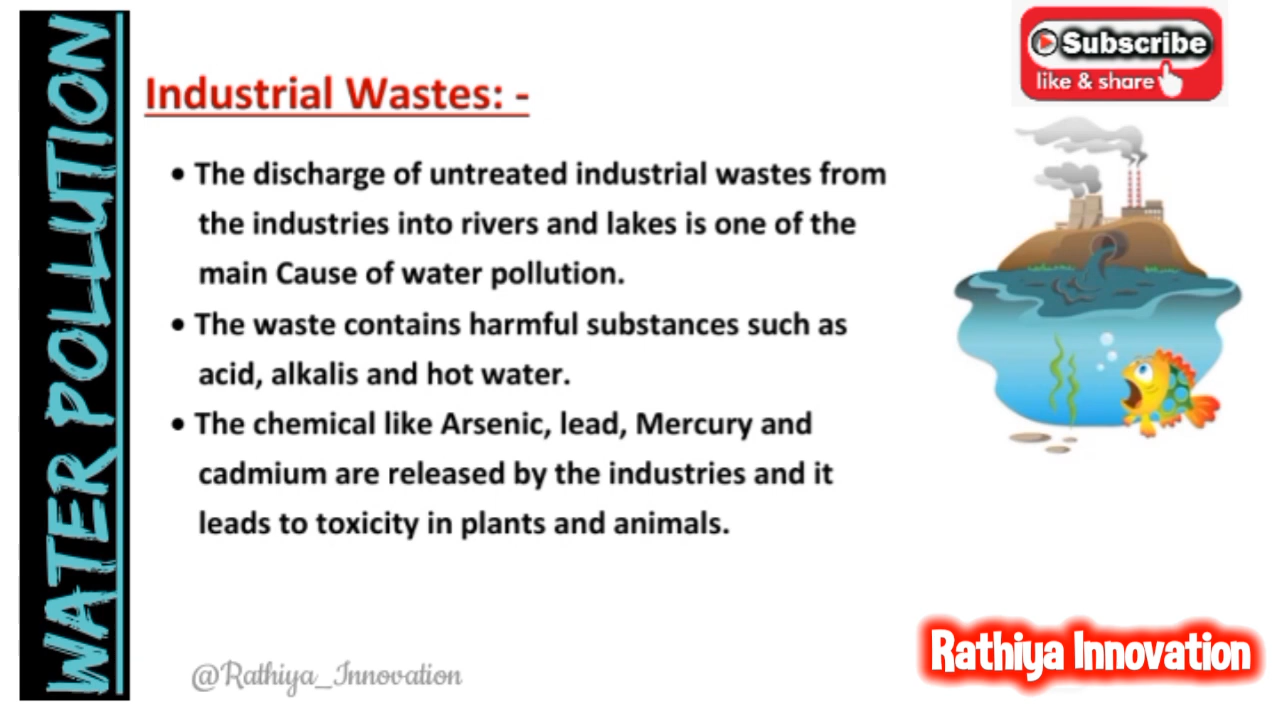 WATER POLLUTION
Subscribe
like & share
Industrial Wastes: -
• The discharge of untreated industrial wastes from
the industries into rivers and lakes is one of the
main Cause of water pollution.
• The waste contains harmful substances such as
acid, alkalis and hot water.
• The chemical like Arsenic, lead, Mercury and
cadmium are released by the industries and it
leads to toxicity in plants and animals.
@Rathiya_Innovation
Rathiya Innovation